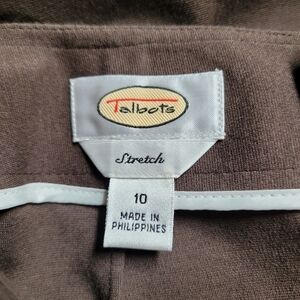 Talbots
Stretch
10
MADE IN
PHILIPPINES